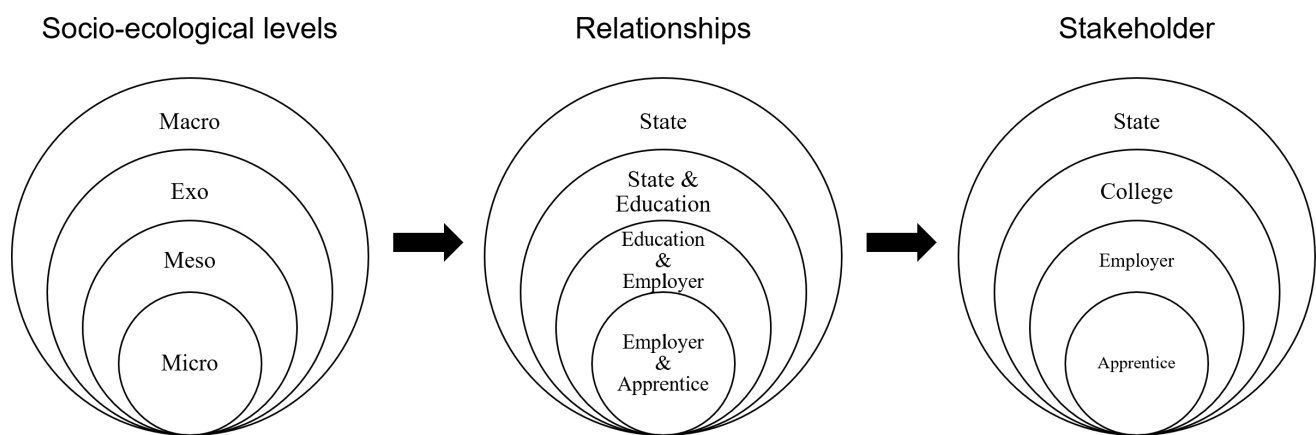 Socio-ecological levels
Macro
Exo
Meso
Micro
Relationships
State
State &
Education
Education
&
Employer
Employer
&
Apprentice
Stakeholder
State
College
Employer
Apprentice